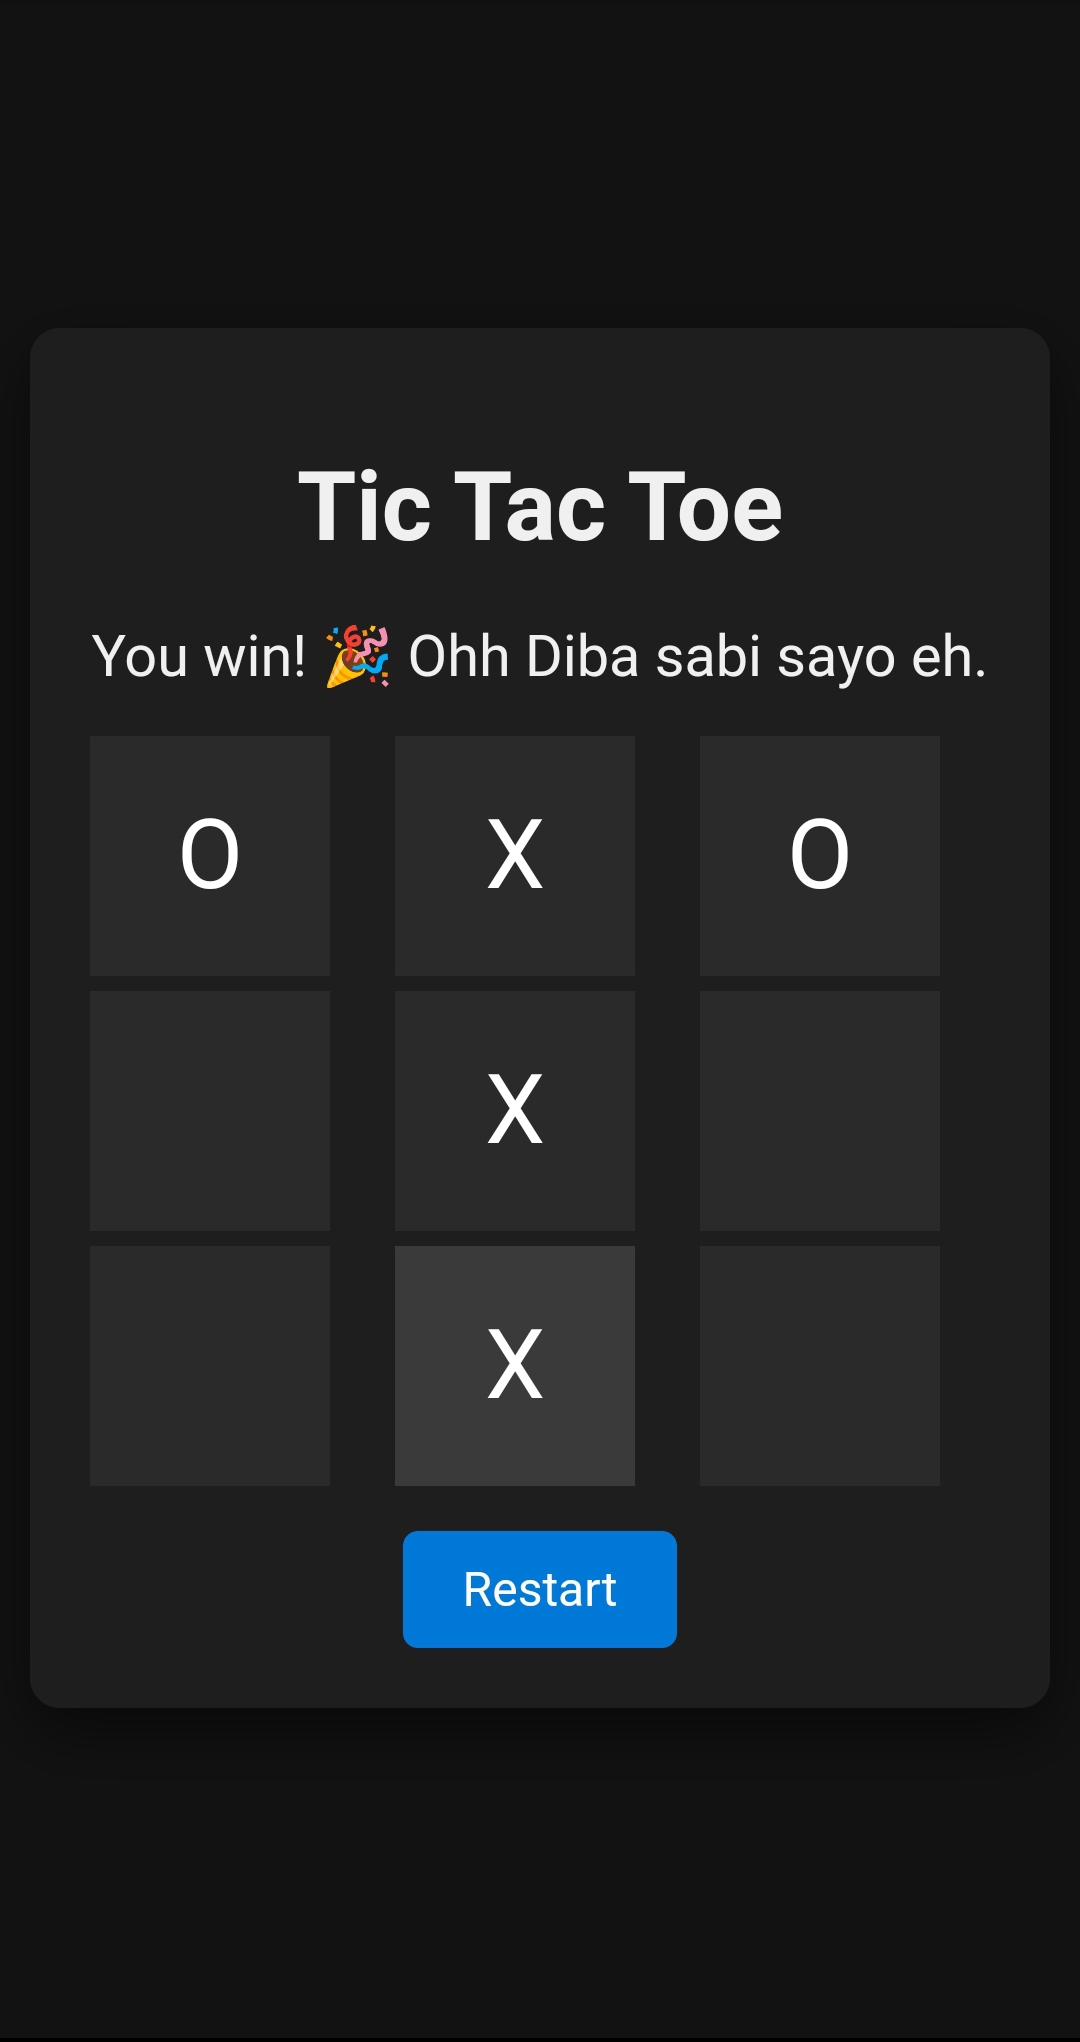 Tic Tac Toe
You win! 🎉 Ohh Diba sabi sayo eh.
O X O
X
X
Restart